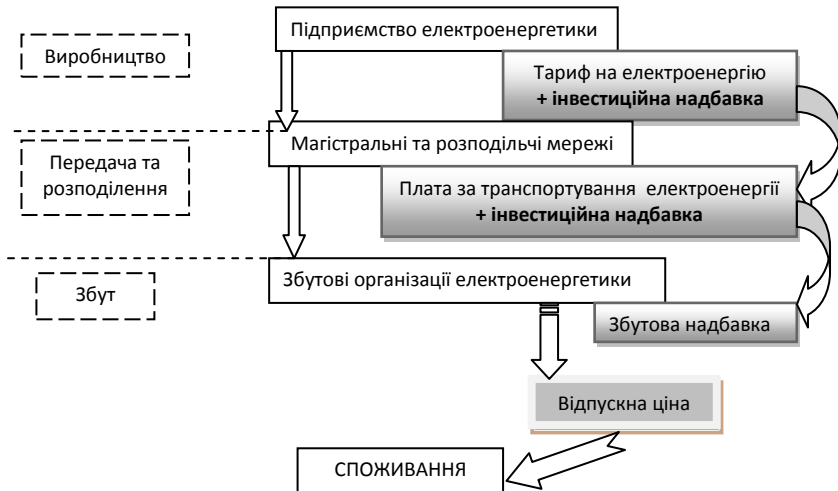 Підприємство електроенергетики
Виробництво
Тариф на електроенергію
+ інвестиційна надбавка
Магістральні та розподільчі мережі
Передача та
розподілення
Плата за транспортування електроенергії
+ інвестиційна надбавка
Збутові організації електроенергетики
Збут
Збутова надбавка
Відпускна ціна
СПОЖИВАННЯ